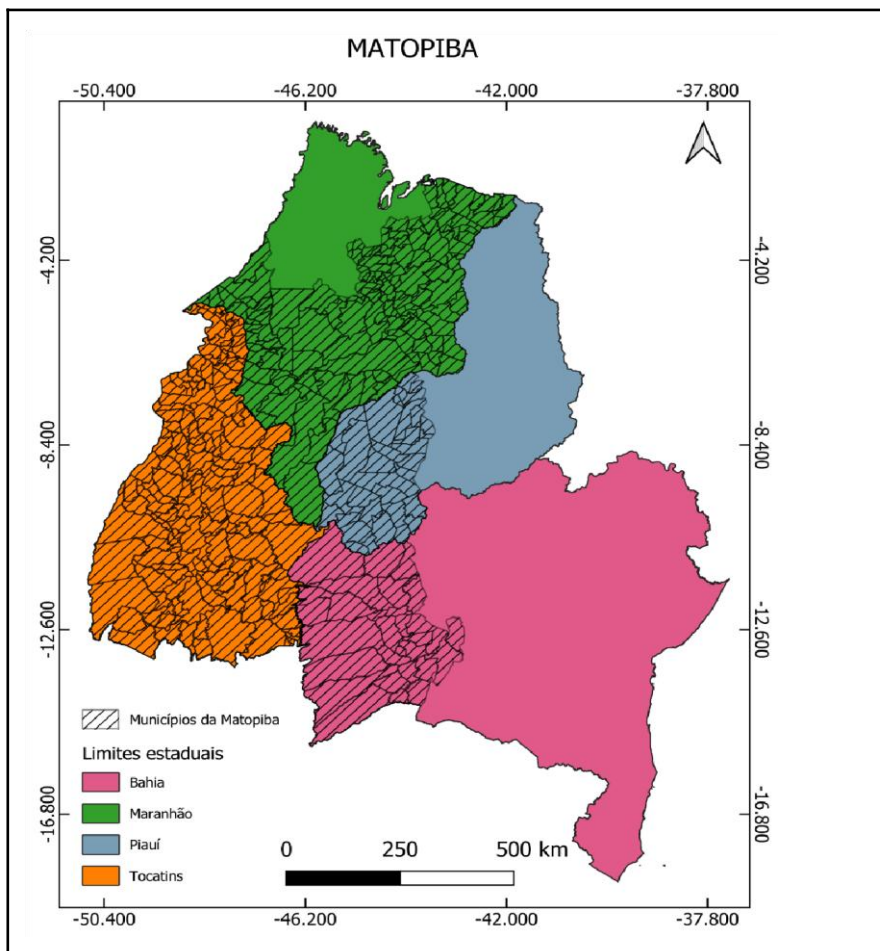 MATOPIBA
-50.400 -46.200 -42.000 -37.800
-4.200 -4.200
-8.400 -8.400
-12.600 -12.600
Municípios da Matopiba
Limites estaduais
Bahia
-16.800 -16.800
Maranhão
0 250 500 km
Piauí
Tocatins
-50.400 -46.200 -42.000 -37.800